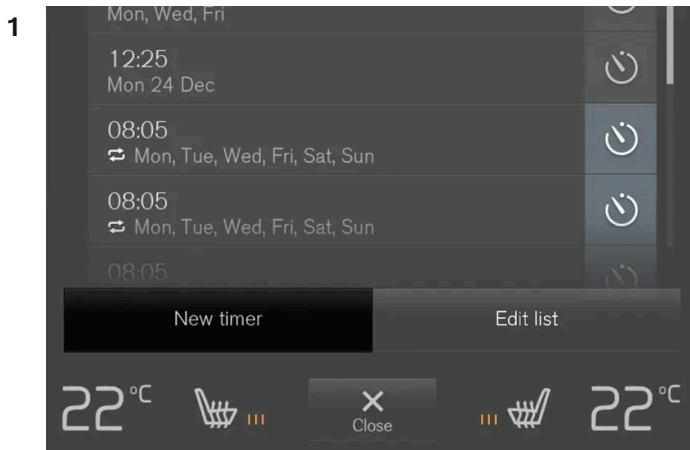 1
Mon, Wed, Fri
12:25
Mon 24 Dec
08:05
Mon, Tue, Wed, Fri, Sat, Sun
08:05
Mon, Tue, Wed, Fri, Sat, Sun
08:05
New timer
Edit list
22°C
Close
22°C